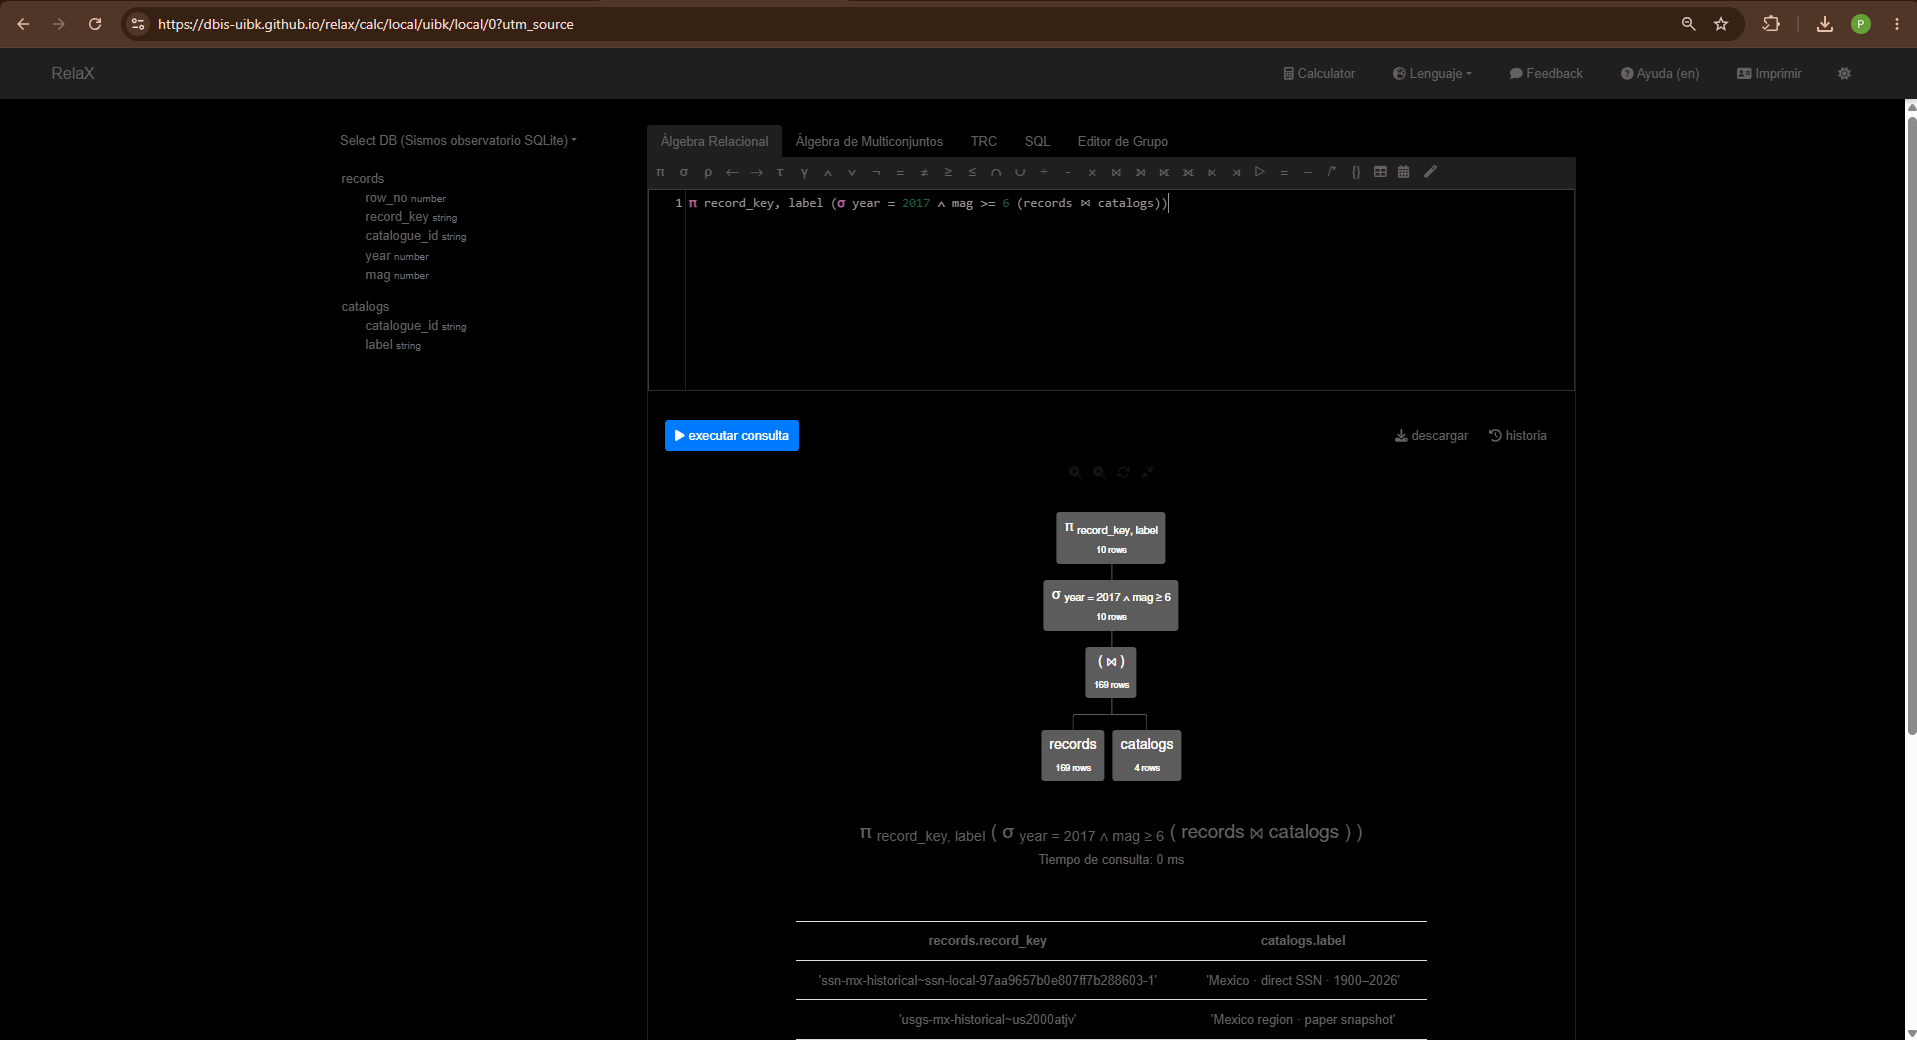 https://dbis-uibk.github.io/relax/calc/local/uibk/local/0?utm_source
P
RelaX
Calculator
Lenguaje
Feedback
Ayuda (en)
Imprimir
Select DB (Sismos observatorio SQLite)
records
row_no number
record_key string
catalogue_id string
year number
mag number
catalogs
catalogue_id string
label string
Álgebra Relacional
Álgebra de Multiconjuntos
TRC
SQL
Editor de Grupo
π σ ρ ← → τ γ ∧ ∨ ¬ = ≠ ≥ ≤ ∩ ∪ ÷ - × ⨝ ⟕ ⟖ ⟗ ⋉ ⋊ ▷ = -- /* {}
1 π record_key, label (σ year = 2017 ∧ mag >= 6 (records ⨝ catalogs))
executar consulta
descargar
historia
π record_key, label
10 rows
σ year = 2017 ∧ mag ≥ 6
10 rows
( ⨝ )
169 rows
records
169 rows
catalogs
4 rows
π record_key, label ( σ year = 2017 ∧ mag ≥ 6 ( records ⨝ catalogs ) )
Tiempo de consulta: 0 ms
records.record_key catalogs.label
'ssn-mx-historical~ssn-local-97aa9657b0e807ff7b288603-1' 'Mexico · direct SSN · 1900–2026'
'usgs-mx-historical~us2000atjv' 'Mexico region · paper snapshot'